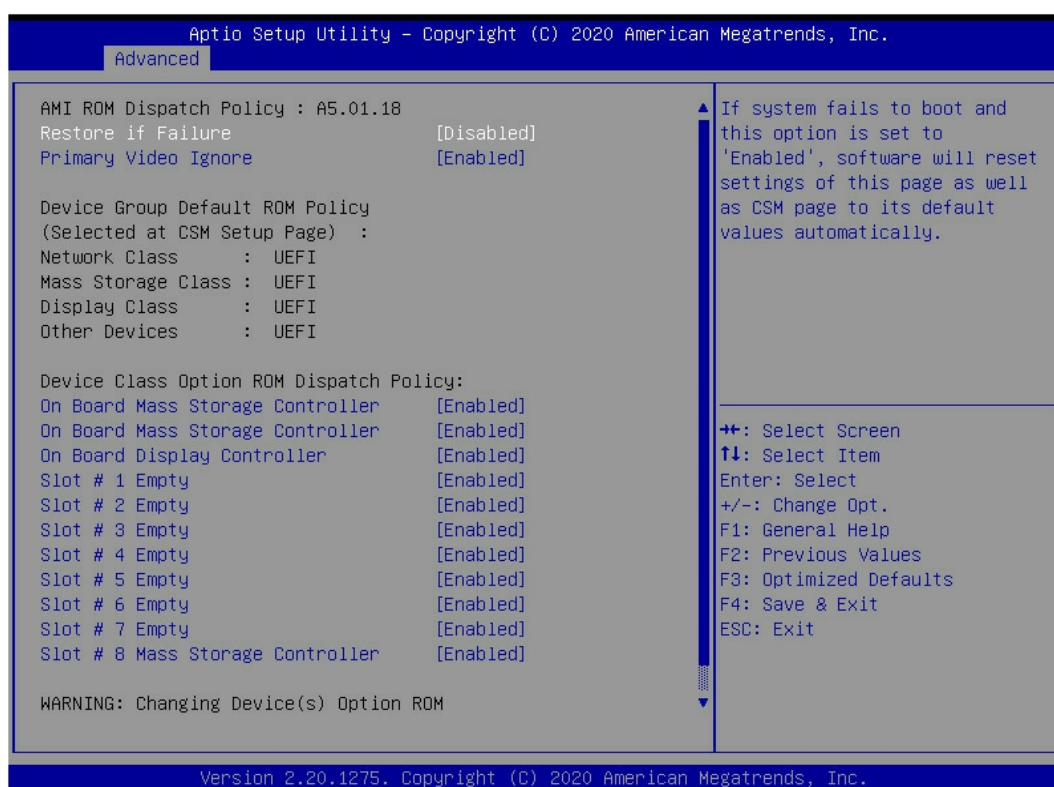 Aptio Setup Utility – Copyright (C) 2020 American Megatrends, Inc.
Advanced
AMI ROM Dispatch Policy : A5.01.18
Restore if Failure [Disabled]
Primary Video Ignore [Enabled]
Device Group Default ROM Policy
(Selected at CSM Setup Page) :
Network Class : UEFI
Mass Storage Class : UEFI
Display Class : UEFI
Other Devices : UEFI
Device Class Option ROM Dispatch Policy:
On Board Mass Storage Controller [Enabled]
On Board Mass Storage Controller [Enabled]
On Board Display Controller [Enabled]
Slot # 1 Empty [Enabled]
Slot # 2 Empty [Enabled]
Slot # 3 Empty [Enabled]
Slot # 4 Empty [Enabled]
Slot # 5 Empty [Enabled]
Slot # 6 Empty [Enabled]
Slot # 7 Empty [Enabled]
Slot # 8 Mass Storage Controller [Enabled]
WARNING: Changing Device(s) Option ROM
If system fails to boot and
this option is set to
'Enabled', software will reset
settings of this page as well
as CSM page to its default
values automatically.
→←: Select Screen
↑↓: Select Item
Enter: Select
+/-: Change Opt.
F1: General Help
F2: Previous Values
F3: Optimized Defaults
F4: Save & Exit
ESC: Exit
Version 2.20.1275. Copyright (C) 2020 American Megatrends, Inc.